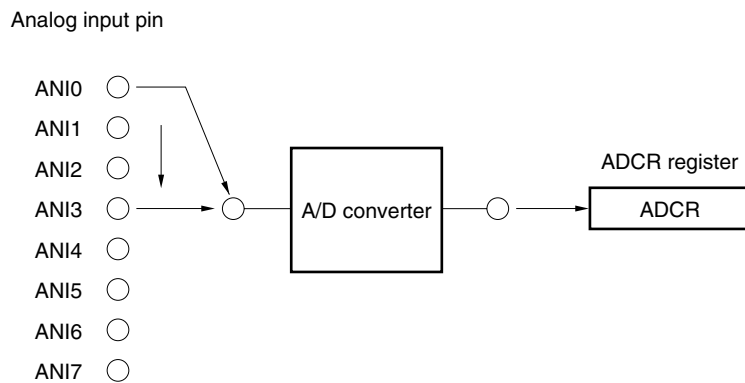 Analog input pin
ANI0
ANI1
ANI2
ANI3
ANI4
ANI5
ANI6
ANI7
A/D converter
ADCR register
ADCR